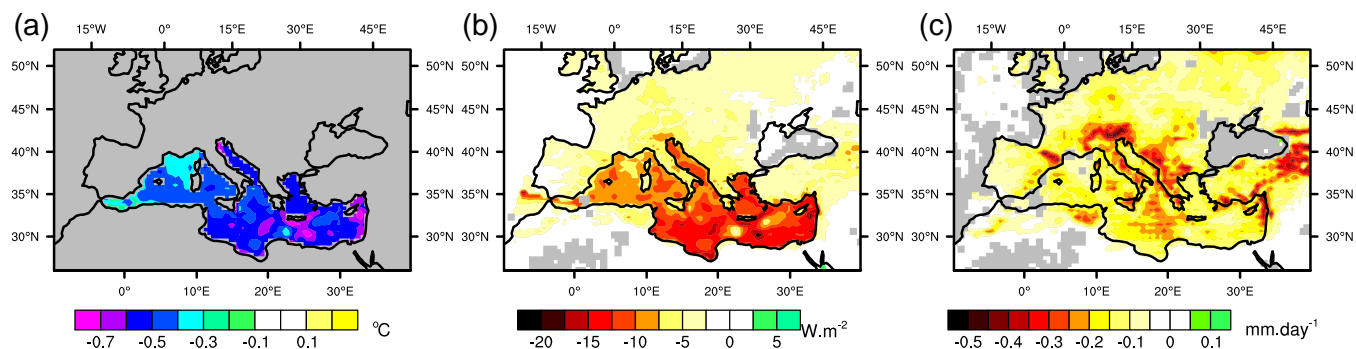 (a) (b) (c)
15°W 0° 15°E 30°E 45°E 15°W 0° 15°E 30°E 45°E 15°W 0° 15°E 30°E 45°E
50°N 50°N 50°N 50°N 50°N 50°N
45°N 45°N 45°N 45°N 45°N 45°N
40°N 40°N 40°N 40°N 40°N 40°N
35°N 35°N 35°N 35°N 35°N 35°N
30°N 30°N 30°N 30°N 30°N 30°N
0° 10°E 20°E 30°E 0° 10°E 20°E 30°E 0° 10°E 20°E 30°E
°C W.m⁻² mm.day⁻¹
-0.7 -0.5 -0.3 -0.1 0.1 -20 -15 -10 -5 0 5 -0.5 -0.4 -0.3 -0.2 -0.1 0 0.1